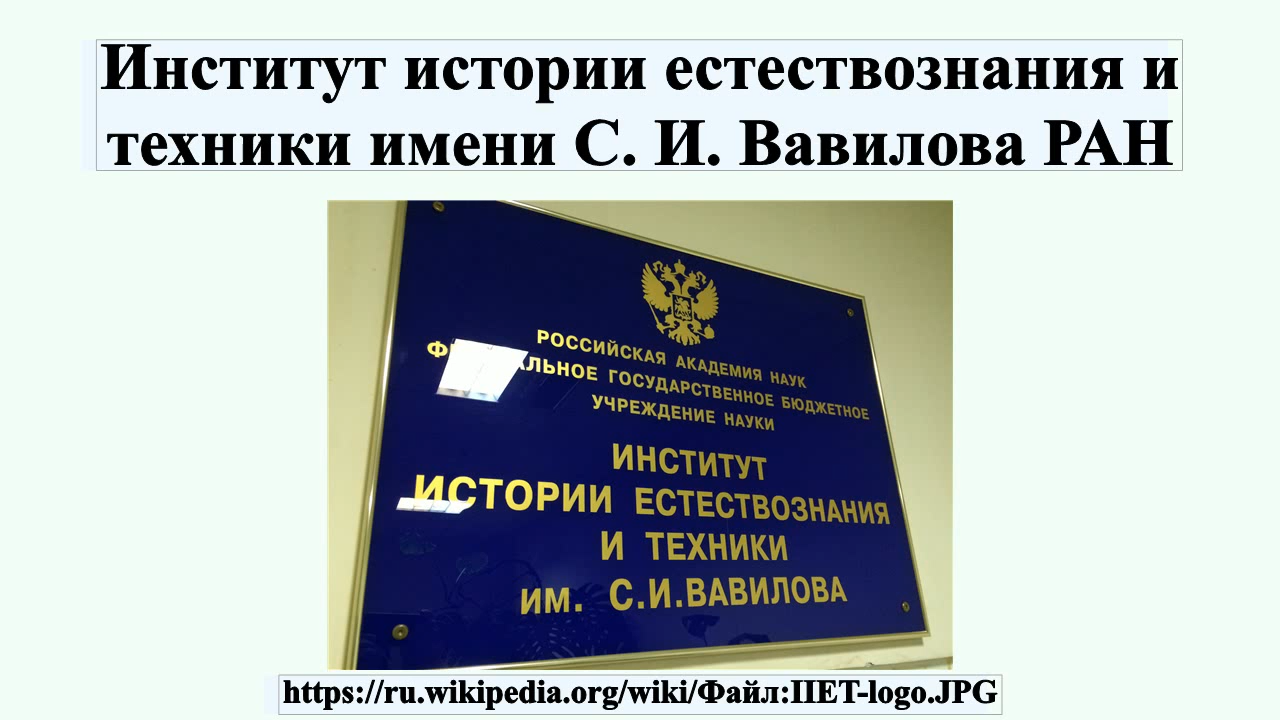 Институт истории естествознания и
техники имени С. И. Вавилова РАН
РОССИЙСКАЯ АКАДЕМИЯ НАУК
ГОСУДАРСТВЕННОЕ БЮДЖЕТНОЕ
УЧРЕЖДЕНИЕ НАУКИ
ИНСТИТУТ
ИСТОРИИ ЕСТЕСТВОЗНАНИЯ
И ТЕХНИКИ
ИМ. С.И.ВАВИЛОВА
https://ru.wikipedia.org/wiki/Файл:IIET-logo.JPG